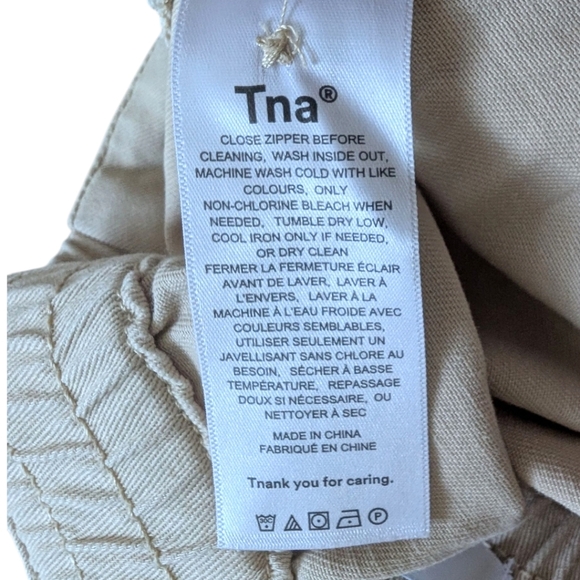 Tna®
CLOSE ZIPPER BEFORE
CLEANING, WASH INSIDE OUT,
MACHINE WASH COLD WITH LIKE
COLOURS, ONLY
NON-CHLORINE BLEACH WHEN
NEEDED, TUMBLE DRY LOW,
COOL IRON ONLY IF NEEDED,
OR DRY CLEAN
FERMER LA FERMETURE ÉCLAIR
AVANT DE LAVER, LAVER À
L'ENVERS, LAVER À LA
MACHINE À L'EAU FROIDE AVEC
COULEURS SEMBLABLES,
UTILISER SEULEMENT UN
JAVELLISANT SANS CHLORE AU
BESOIN, SÉCHER À BASSE
TEMPÉRATURE, REPASSAGE
DOUX SI NÉCESSAIRE, OU
NETTOYER À SEC
MADE IN CHINA
FABRIQUÉ EN CHINE
Thank you for caring.
P